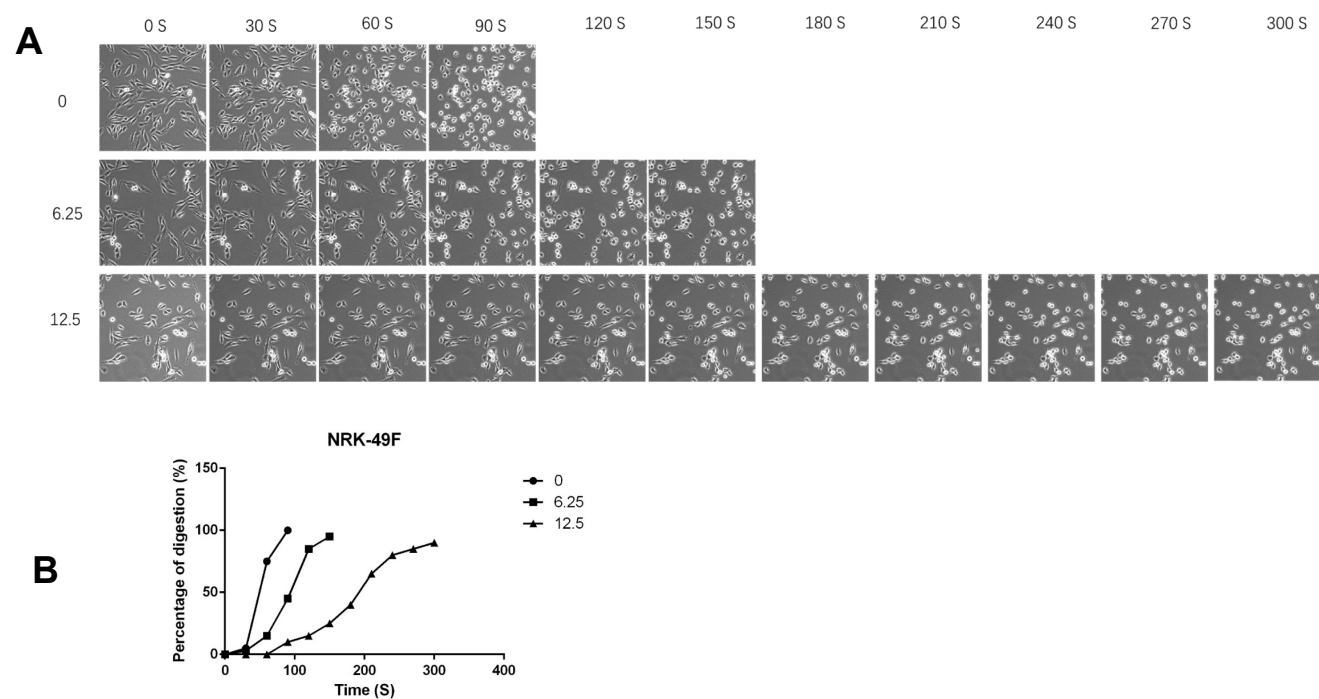 A
0 S 30 S 60 S 90 S 120 S 150 S 180 S 210 S 240 S 270 S 300 S
0
6.25
12.5
B
NRK-49F
Percentage of digestion (%)
150
100
50
0
0 100 200 300 400
Time (S)
0
6.25
12.5